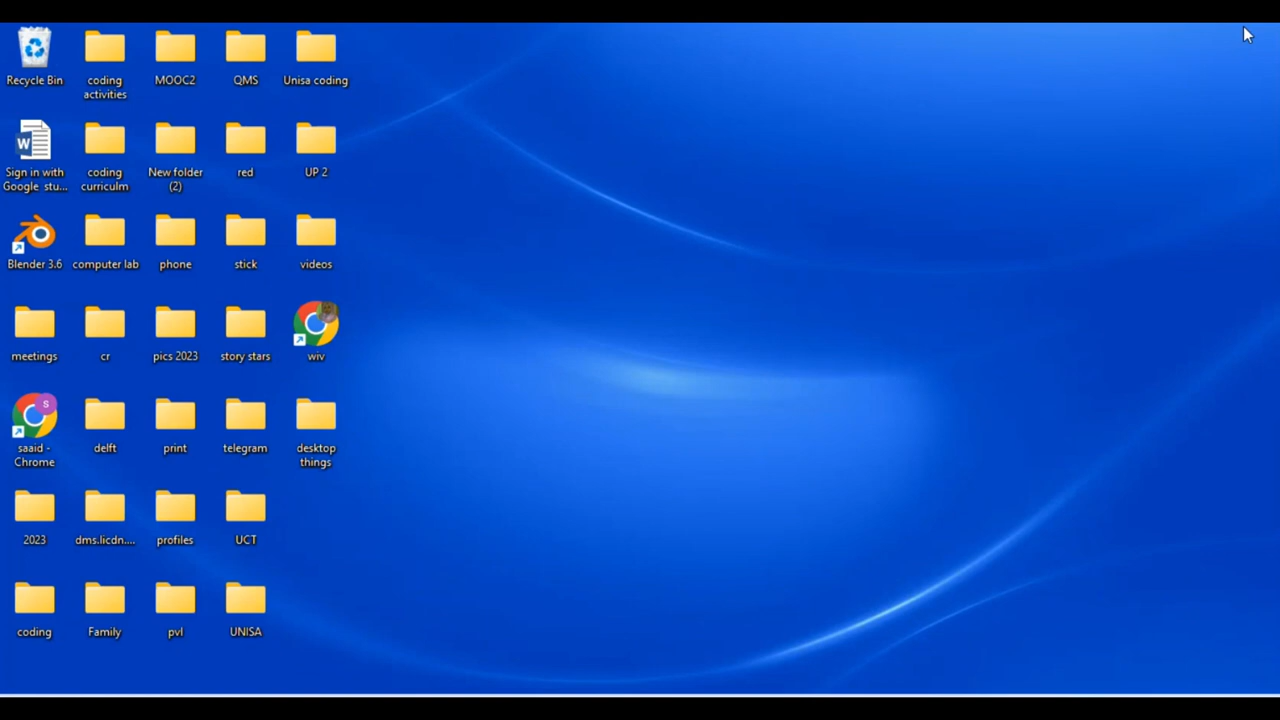 Recycle Bin
coding
activities
MOOC2
QMS
Unisa coding
Sign in with
Google stu...
coding
curriculm
New folder
(2)
red
UP 2
Blender 3.6
computer lab
phone
stick
videos
meetings
cr
pics 2023
story stars
wiv
saaid -
Chrome
delft
print
telegram
desktop
things
2023
dms.licdn....
profiles
UCT
coding
Family
pvl
UNISA